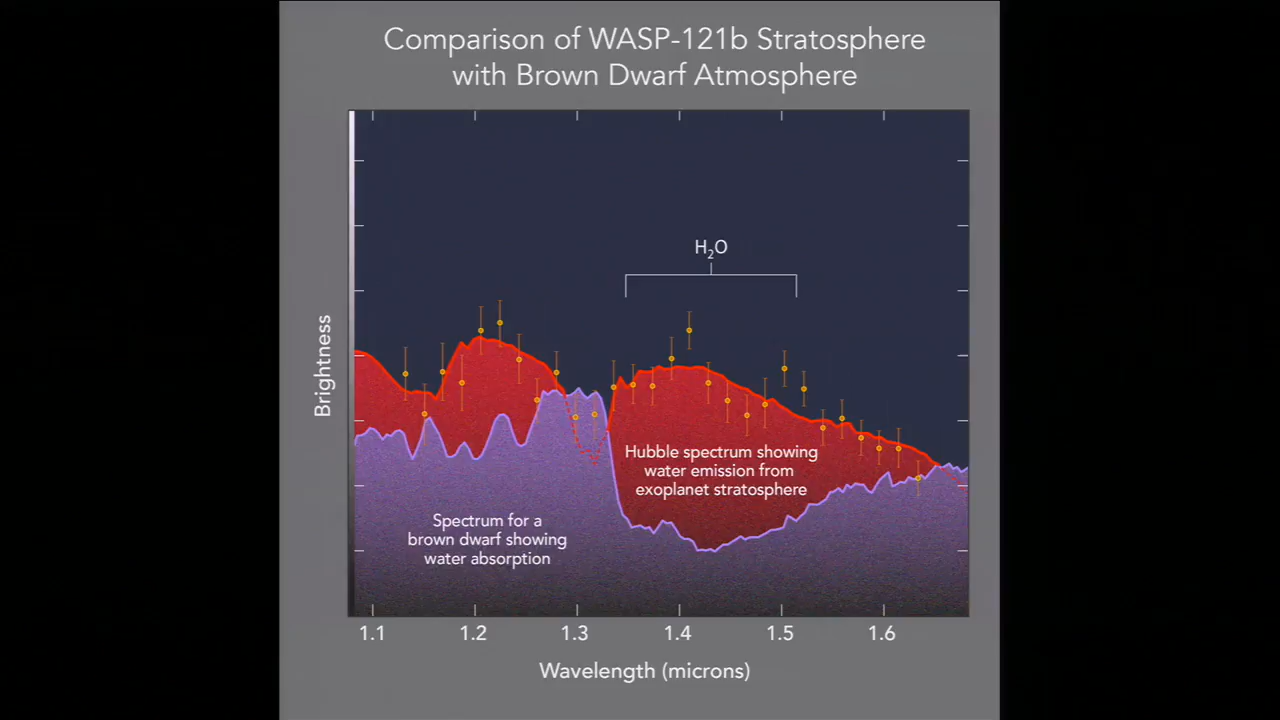 Comparison of WASP-121b Stratosphere
with Brown Dwarf Atmosphere
H₂O
Brightness
Hubble spectrum showing
water emission from
exoplanet stratosphere
Spectrum for a
brown dwarf showing
water absorption
1.1 1.2 1.3 1.4 1.5 1.6
Wavelength (microns)